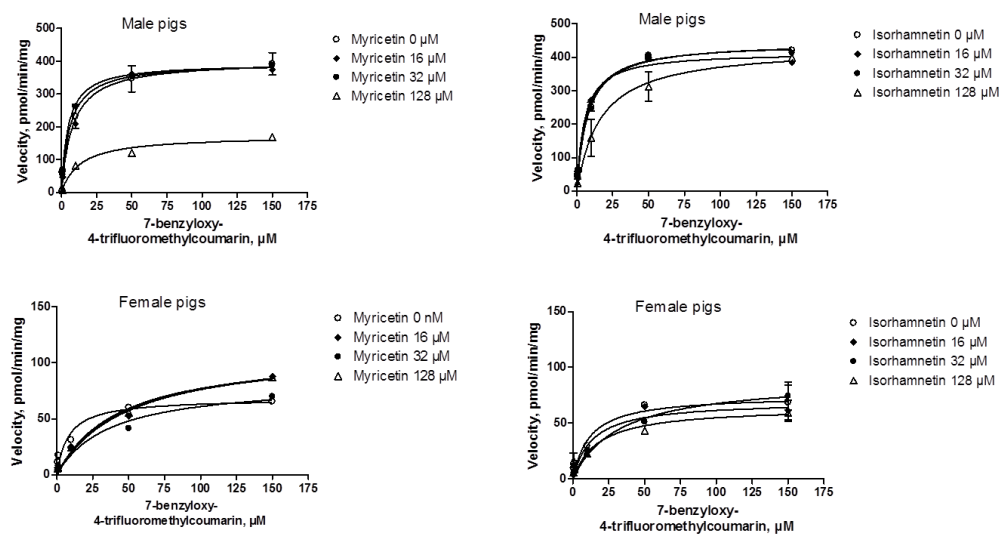 Male pigs
Velocity, pmol/min/mg
500
400
300
200
100
0
0 25 50 75 100 125 150 175
7-benzyloxy-
4-trifluoromethylcoumarin, µM
Myricetin 0 µM
Myricetin 16 µM
Myricetin 32 µM
Myricetin 128 µM
Male pigs
Velocity, pmol/min/mg
500
400
300
200
100
0
0 25 50 75 100 125 150 175
7-benzyloxy-
4-trifluoromethylcoumarin, µM
Isorhamnetin 0 µM
Isorhamnetin 16 µM
Isorhamnetin 32 µM
Isorhamnetin 128 µM
Female pigs
Velocity, pmol/min/mg
150
100
50
0
0 25 50 75 100 125 150 175
7-benzyloxy-
4-trifluoromethylcoumarin, µM
Myricetin 0 nM
Myricetin 16 µM
Myricetin 32 µM
Myricetin 128 µM
Female pigs
Velocity, pmol/min/mg
150
100
50
0
0 25 50 75 100 125 150 175
7-benzyloxy-
4-trifluoromethylcoumarin, µM
Isorhamnetin 0 µM
Isorhamnetin 16 µM
Isorhamnetin 32 µM
Isorhamnetin 128 µM